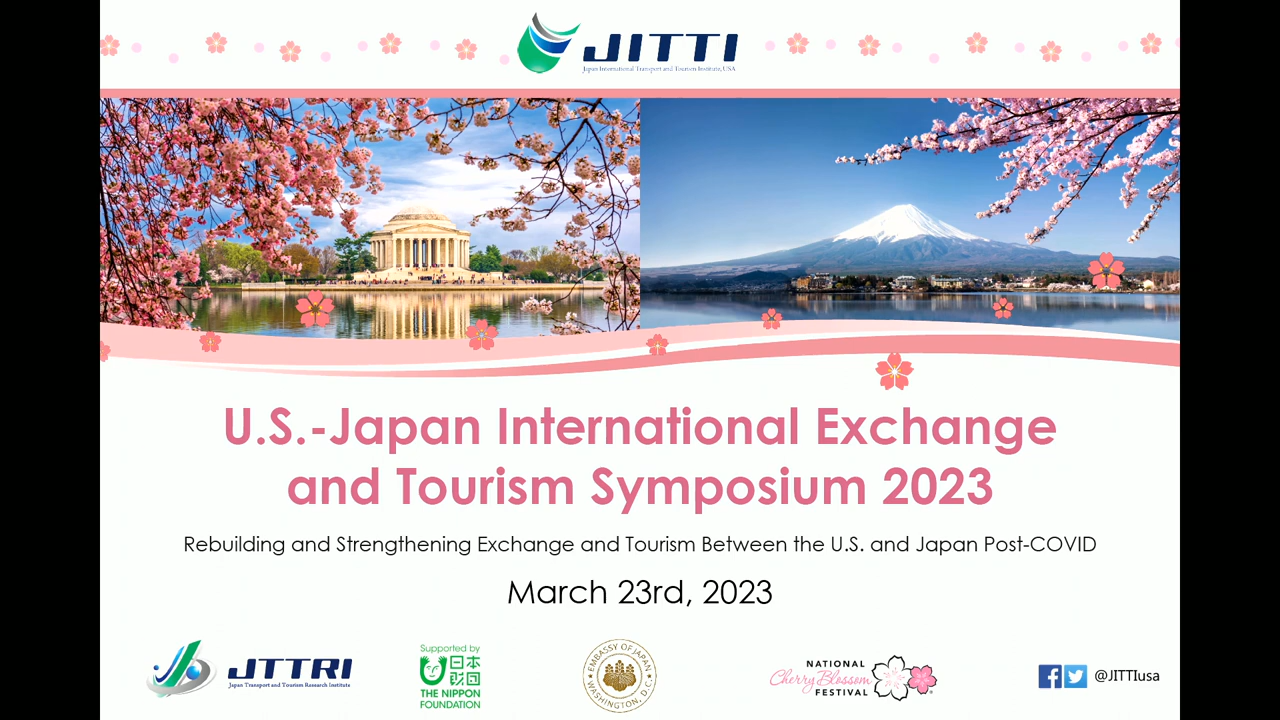 JITTI
Japan International Transport and Tourism Institute, USA
U.S.-Japan International Exchange
and Tourism Symposium 2023
Rebuilding and Strengthening Exchange and Tourism Between the U.S. and Japan Post-COVID
March 23rd, 2023
JTTRI
Japan Transport and Tourism Research Institute
Supported by
日本
財団
THE NIPPON
FOUNDATION
EMBASSY OF JAPAN
WASHINGTON, D.C.
NATIONAL
Cherry Blossom
FESTIVAL
@JITTIusa